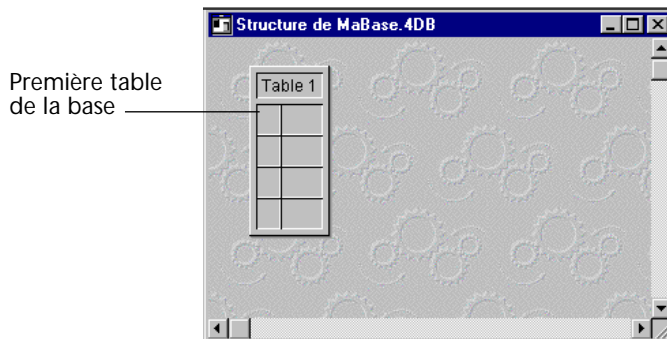 Structure de MaBase.4DB
Première table
de la base
Table 1